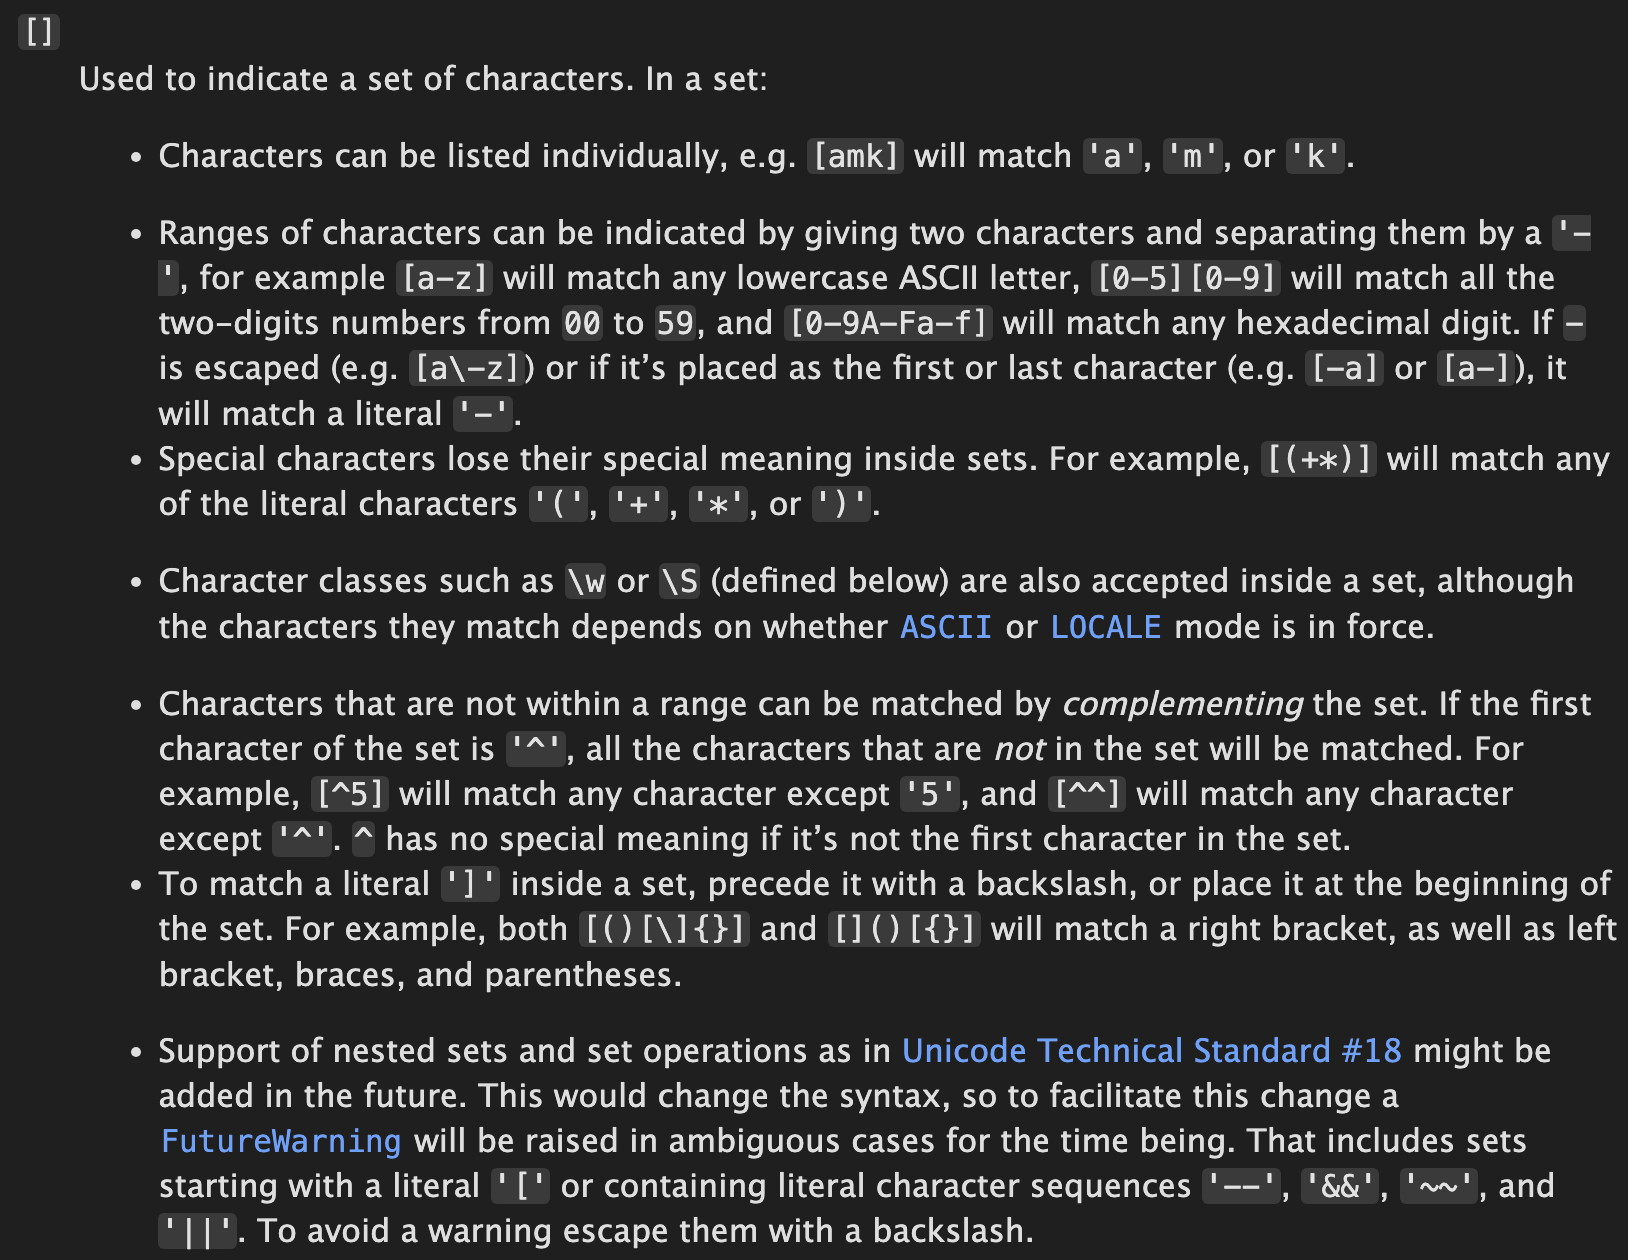 []
Used to indicate a set of characters. In a set:
• Characters can be listed individually, e.g. [amk] will match 'a', 'm', or 'k'.
• Ranges of characters can be indicated by giving two characters and separating them by a '-
', for example [a-z] will match any lowercase ASCII letter, [0-5][0-9] will match all the
two-digits numbers from 00 to 59, and [0-9A-Fa-f] will match any hexadecimal digit. If -
is escaped (e.g. [a\-z]) or if it’s placed as the first or last character (e.g. [-a] or [a-]), it
will match a literal '-'.
• Special characters lose their special meaning inside sets. For example, [(+*)] will match any
of the literal characters '(', '+', '*', or ')'.
• Character classes such as \w or \S (defined below) are also accepted inside a set, although
the characters they match depends on whether ASCII or LOCALE mode is in force.
• Characters that are not within a range can be matched by complementing the set. If the first
character of the set is '^', all the characters that are not in the set will be matched. For
example, [^5] will match any character except '5', and [^^] will match any character
except '^'. ^ has no special meaning if it’s not the first character in the set.
• To match a literal ']' inside a set, precede it with a backslash, or place it at the beginning of
the set. For example, both [()[\]{}] and []()[{}] will match a right bracket, as well as left
bracket, braces, and parentheses.
• Support of nested sets and set operations as in Unicode Technical Standard #18 might be
added in the future. This would change the syntax, so to facilitate this change a
FutureWarning will be raised in ambiguous cases for the time being. That includes sets
starting with a literal '[' or containing literal character sequences '--', '&&', '~~', and
'||'. To avoid a warning escape them with a backslash.